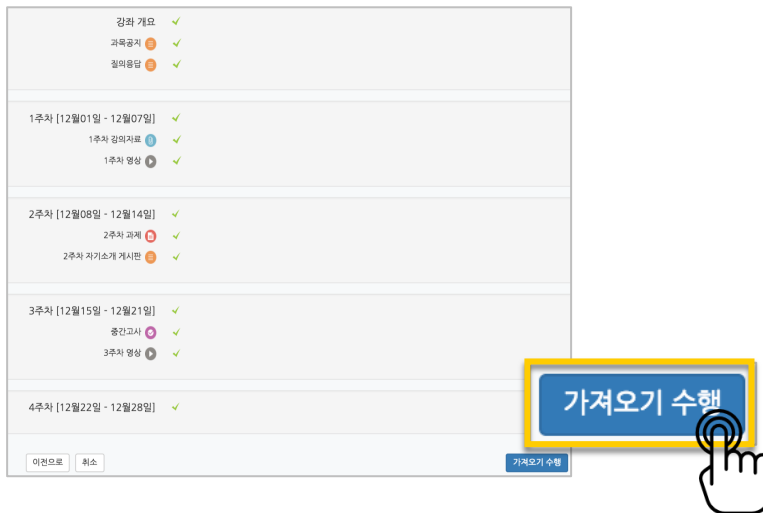 강좌 개요
과목공지
질의응답
1주차 [12월01일 - 12월07일]
1주차 강의자료
1주차 영상
2주차 [12월08일 - 12월14일]
2주차 과제
2주차 자기소개 게시판
3주차 [12월15일 - 12월21일]
중간고사
3주차 영상
4주차 [12월22일 - 12월28일]
가져오기 수행
이전으로 취소 가져오기 수행